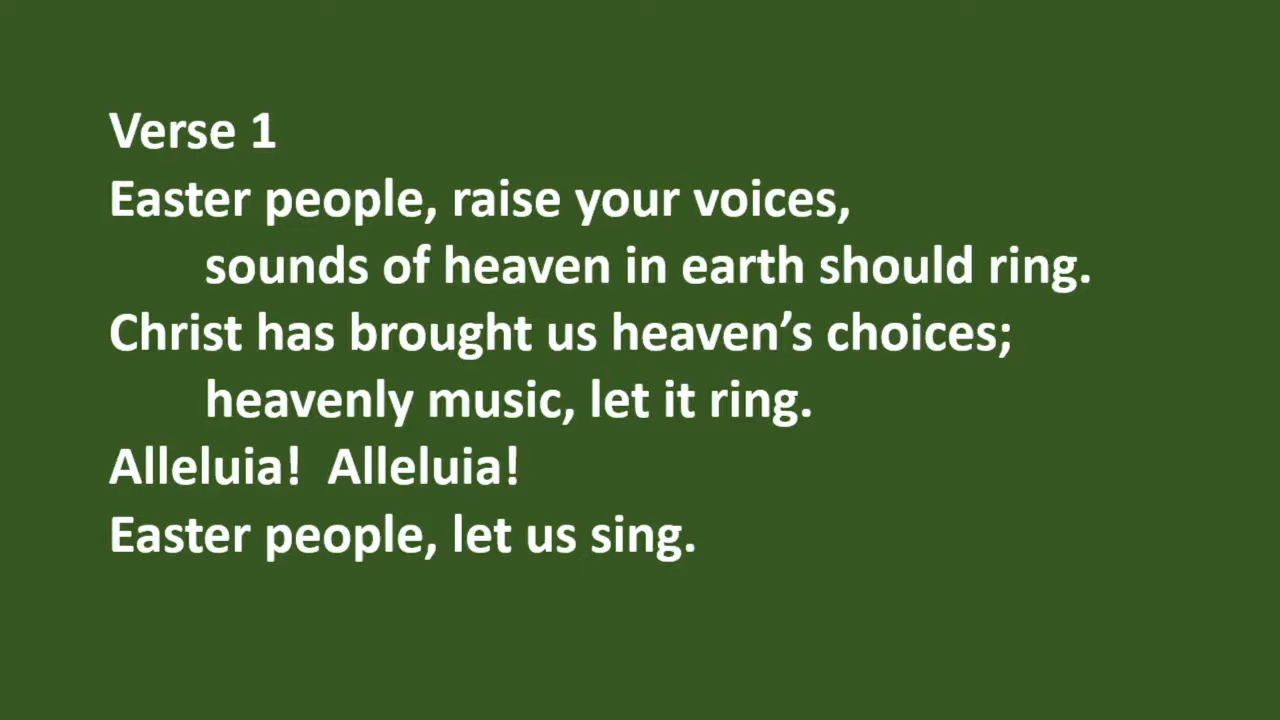 Verse 1
Easter people, raise your voices,
sounds of heaven in earth should ring.
Christ has brought us heaven’s choices;
heavenly music, let it ring.
Alleluia!  Alleluia!
Easter people, let us sing.